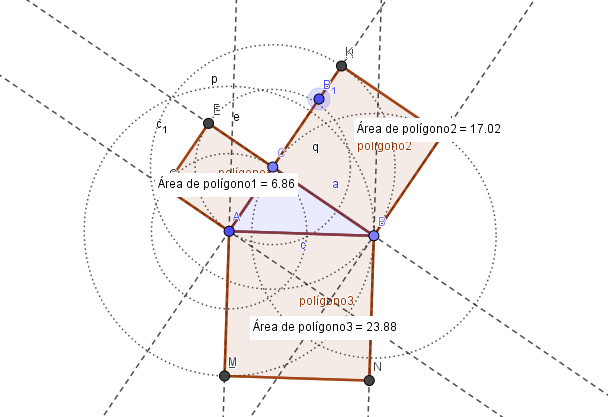 K
p
B₁
E
e
c₁
Área de polígono2 = 17.02
polígono2
q
C
Área de polígono1 = 6.86
a
A
B
c
polígono3
Área de polígono3 = 23.88
M
N